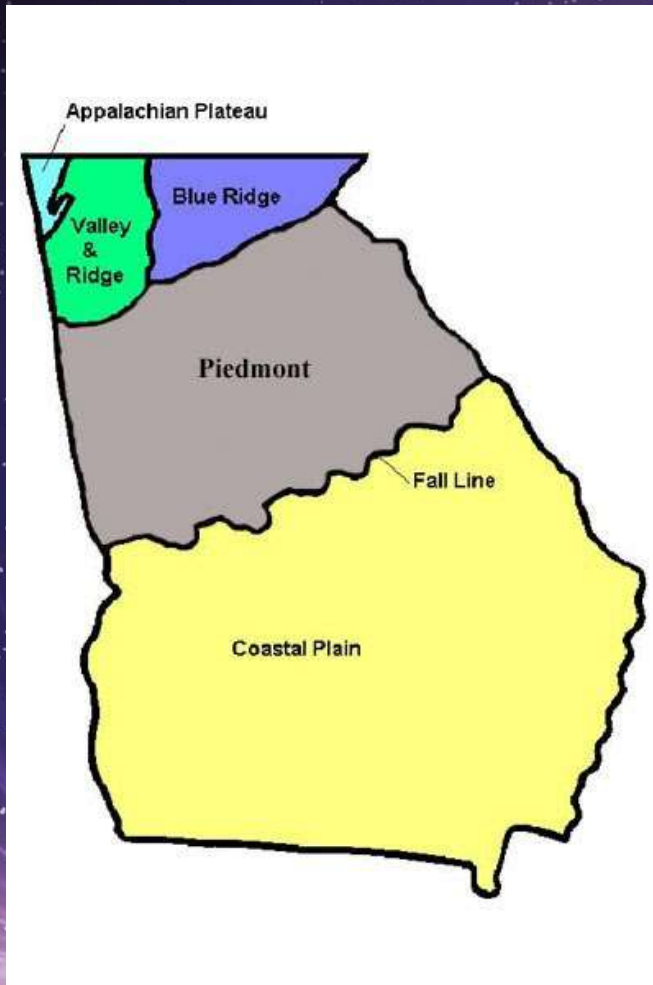 Appalachian Plateau
Blue Ridge
Valley
&
Ridge
Piedmont
Fall Line
Coastal Plain